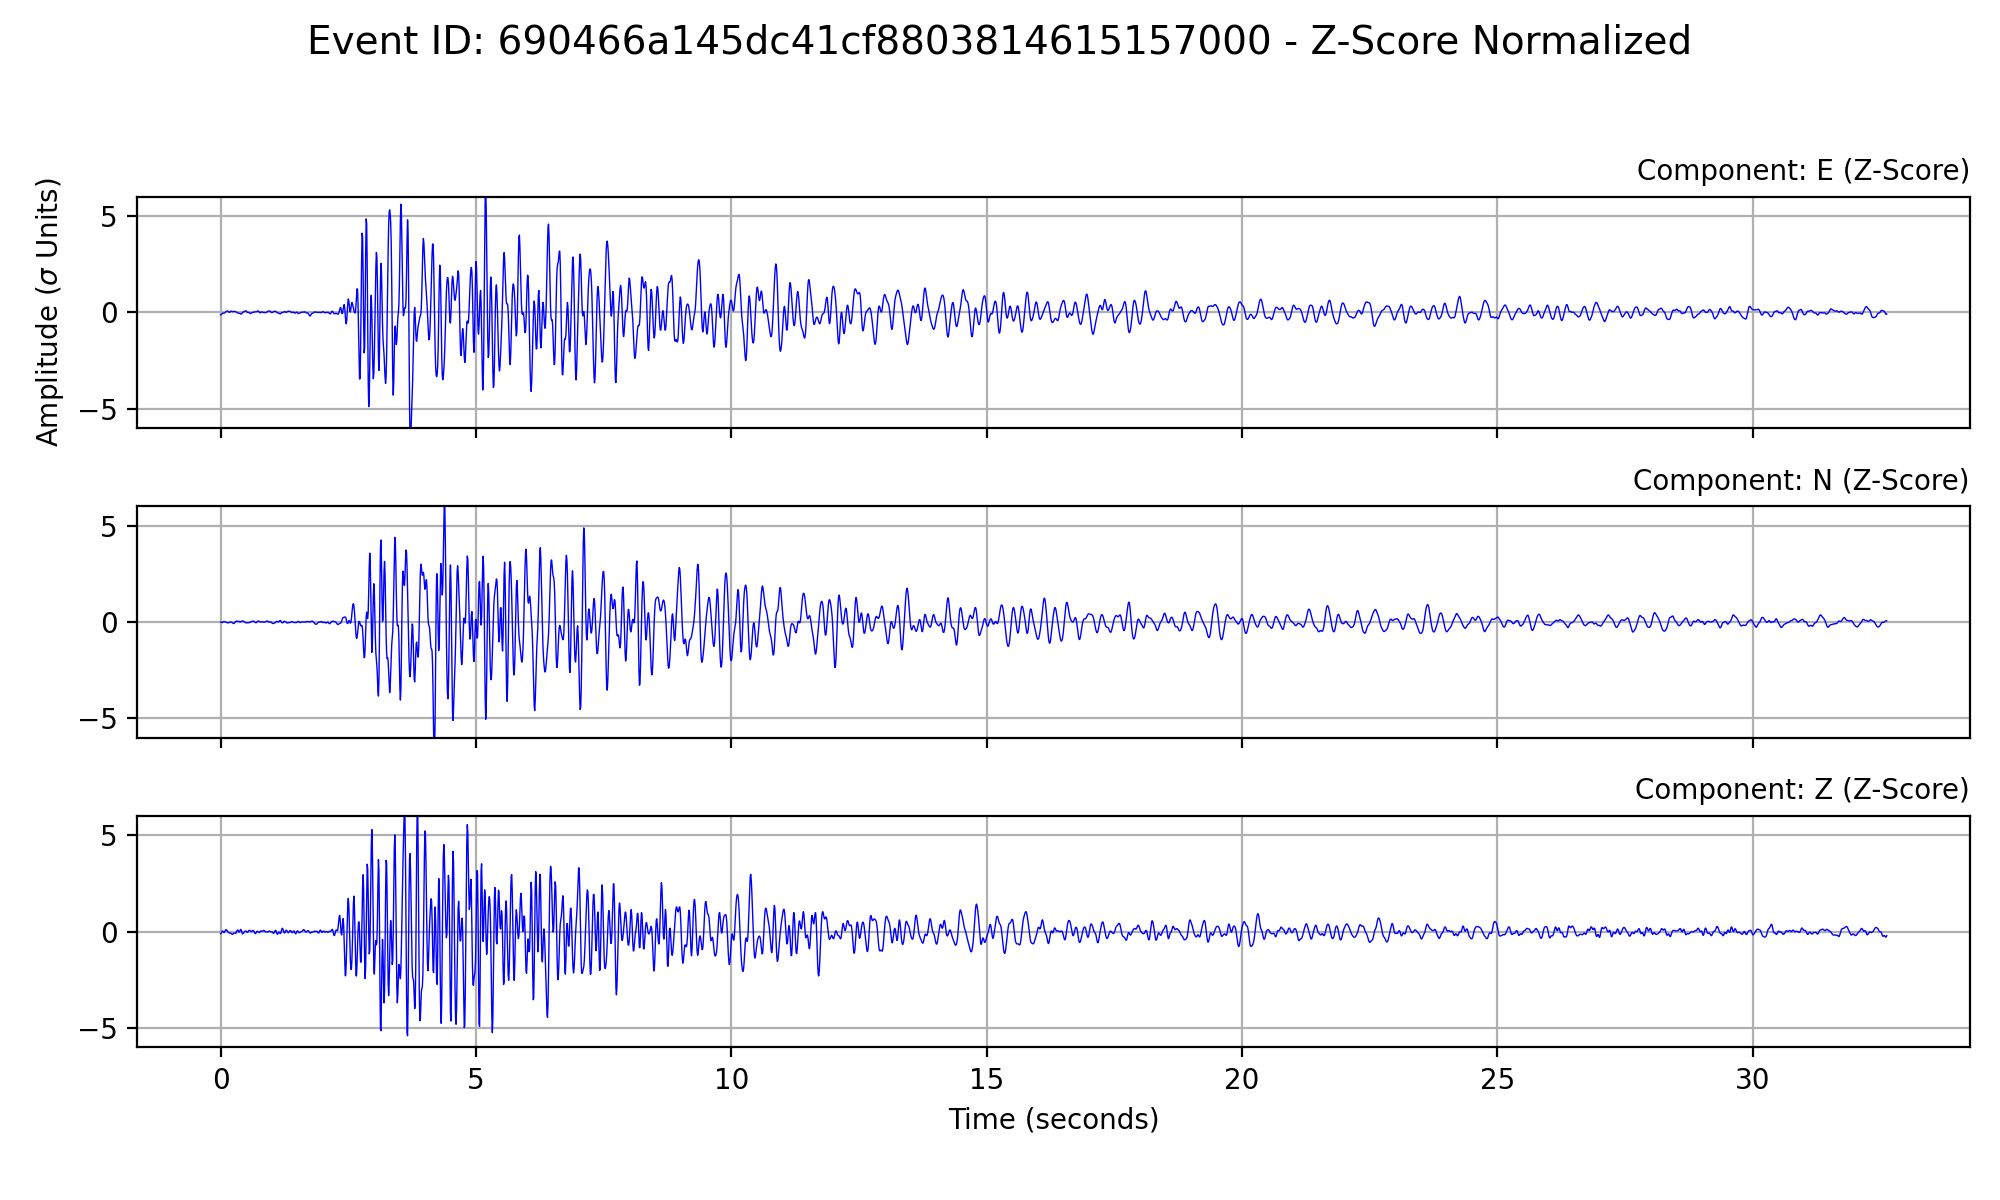 Event ID: 690466a145dc41cf8803814615157000 - Z-Score Normalized
Component: E (Z-Score)
Amplitude (σ Units)
5
0
−5
Component: N (Z-Score)
5
0
−5
Component: Z (Z-Score)
5
0
−5
0 5 10 15 20 25 30
Time (seconds)